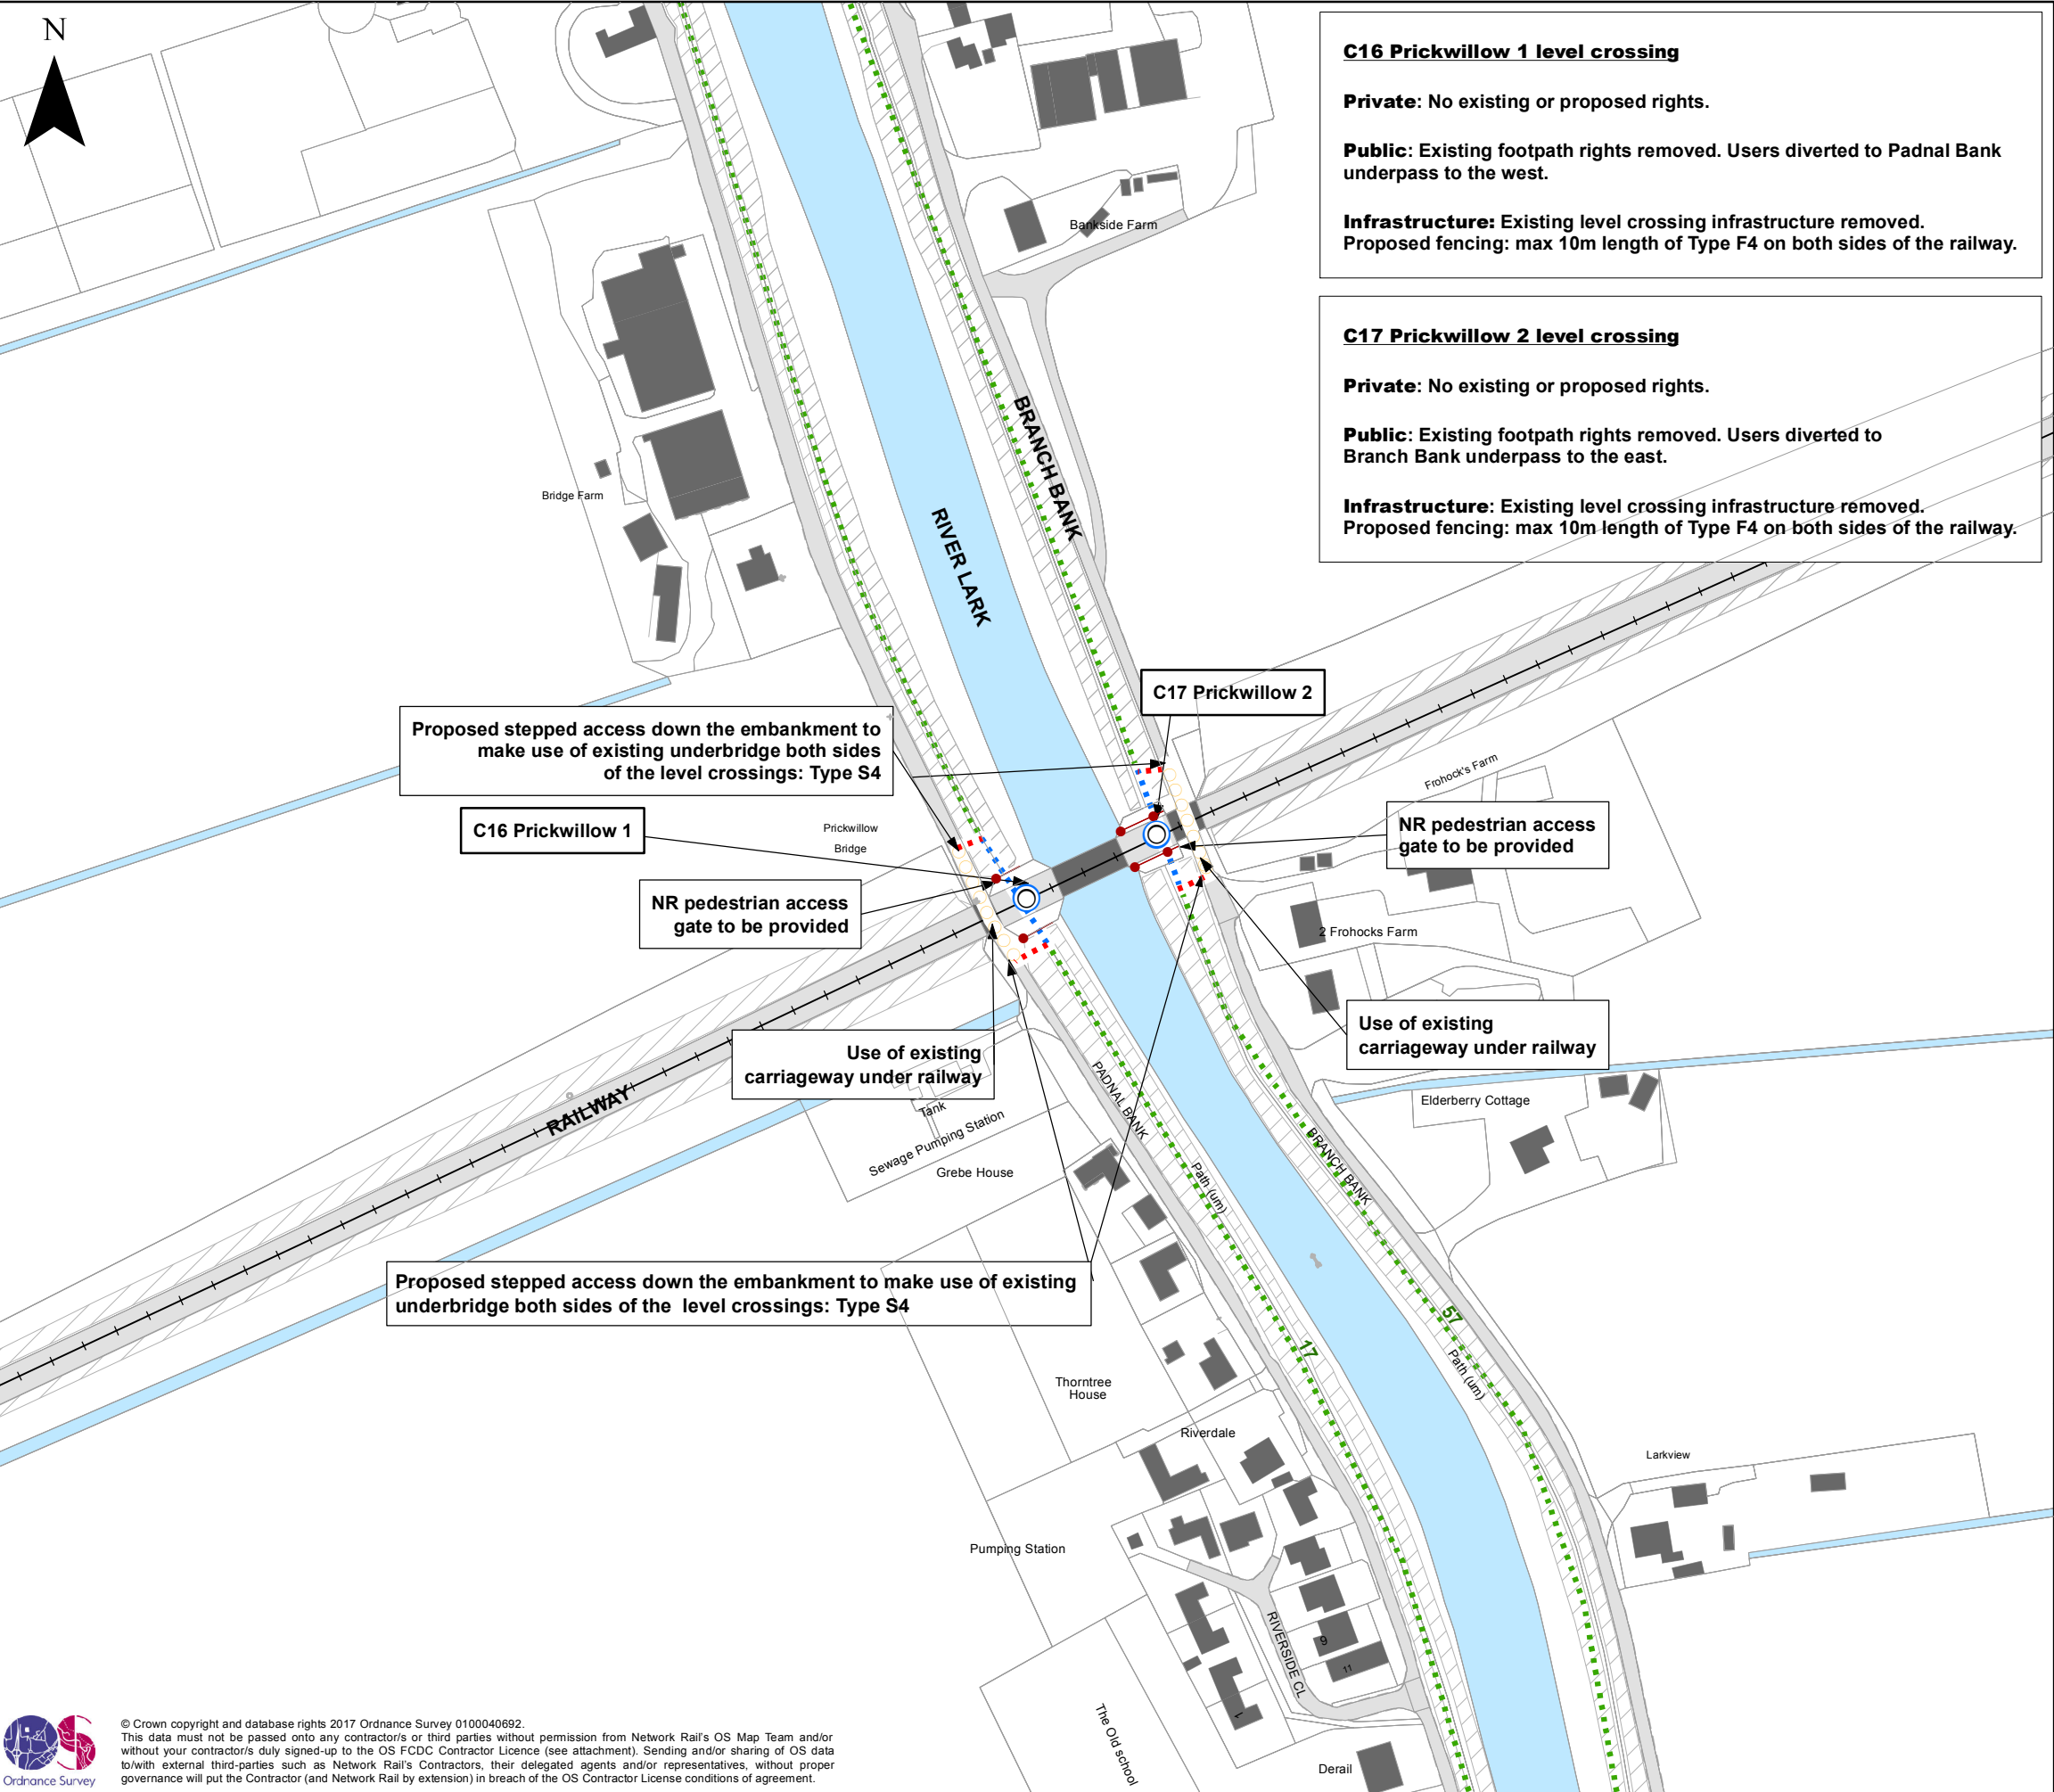 N
C16 Prickwillow 1 level crossing
Private: No existing or proposed rights.
Public: Existing footpath rights removed. Users diverted to Padnal Bank
underpass to the west.
Infrastructure: Existing level crossing infrastructure removed.
Proposed fencing: max 10m length of Type F4 on both sides of the railway.
C17 Prickwillow 2 level crossing
Private: No existing or proposed rights.
Public: Existing footpath rights removed. Users diverted to
Branch Bank underpass to the east.
Infrastructure: Existing level crossing infrastructure removed.
Proposed fencing: max 10m length of Type F4 on both sides of the railway.
Bankside Farm
BRANCH BANK
Bridge Farm
RIVER LARK
C17 Prickwillow 2
Proposed stepped access down the embankment to
make use of existing underbridge both sides
of the level crossings: Type S4
Frohock's Farm
C16 Prickwillow 1
Prickwillow
Bridge
NR pedestrian access
gate to be provided
NR pedestrian access
gate to be provided
2 Frohocks Farm
Use of existing
carriageway under railway
Use of existing
carriageway under railway
RAILWAY
Tank
Sewage Pumping Station
PADNAL BANK
Elderberry Cottage
Grebe House
Path (um)
BRANCH BANK
Proposed stepped access down the embankment to make use of existing
underbridge both sides of the level crossings: Type S4
57
17
Path (um)
Thorntree
House
Riverdale
Larkview
Pumping Station
RIVERSIDE CL
9
11
1
The Old school
Derail
Ordnance Survey
© Crown copyright and database rights 2017 Ordnance Survey 0100040692.
This data must not be passed onto any contractor/s or third parties without permission from Network Rail's OS Map Team and/or
without your contractor/s duly signed-up to the OS FCDC Contractor Licence (see attachment). Sending and/or sharing of OS data
to/with external third-parties such as Network Rail's Contractors, their delegated agents and/or representatives, without proper
governance will put the Contractor (and Network Rail by extension) in breach of the OS Contractor License conditions of agreement.